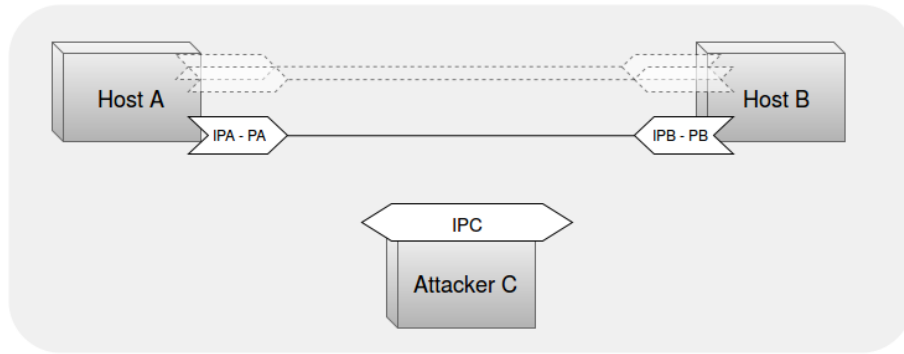 Host A
Host B
IPA - PA
IPB - PB
IPC
Attacker C